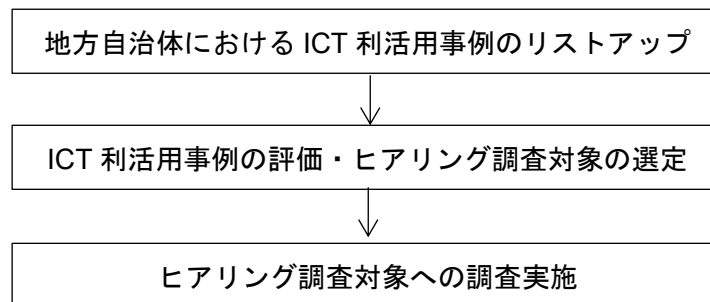 地方自治体における ICT 利活用事例のリストアップ
ICT 利活用事例の評価・ヒアリング調査対象の選定
ヒアリング調査対象への調査実施